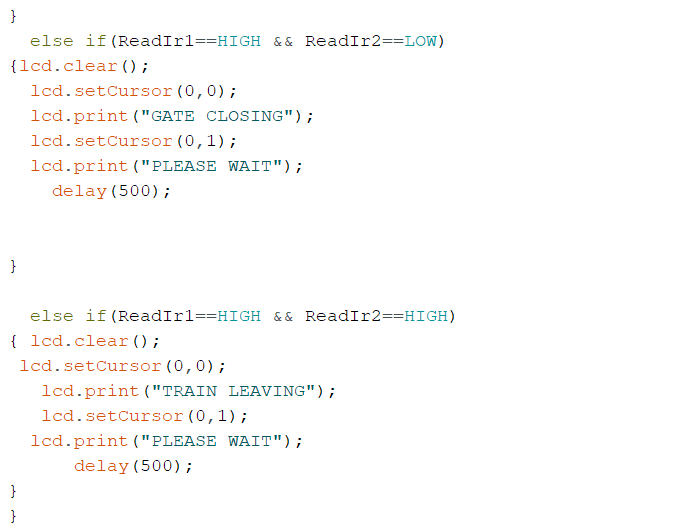 }
  else if(ReadIr1==HIGH && ReadIr2==LOW)
{lcd.clear();
  lcd.setCursor(0,0);
  lcd.print("GATE CLOSING");
  lcd.setCursor(0,1);
  lcd.print("PLEASE WAIT");
    delay(500);
}
  else if(ReadIr1==HIGH && ReadIr2==HIGH)
{ lcd.clear();
 lcd.setCursor(0,0);
   lcd.print("TRAIN LEAVING");
   lcd.setCursor(0,1);
  lcd.print("PLEASE WAIT");
      delay(500);
}
}